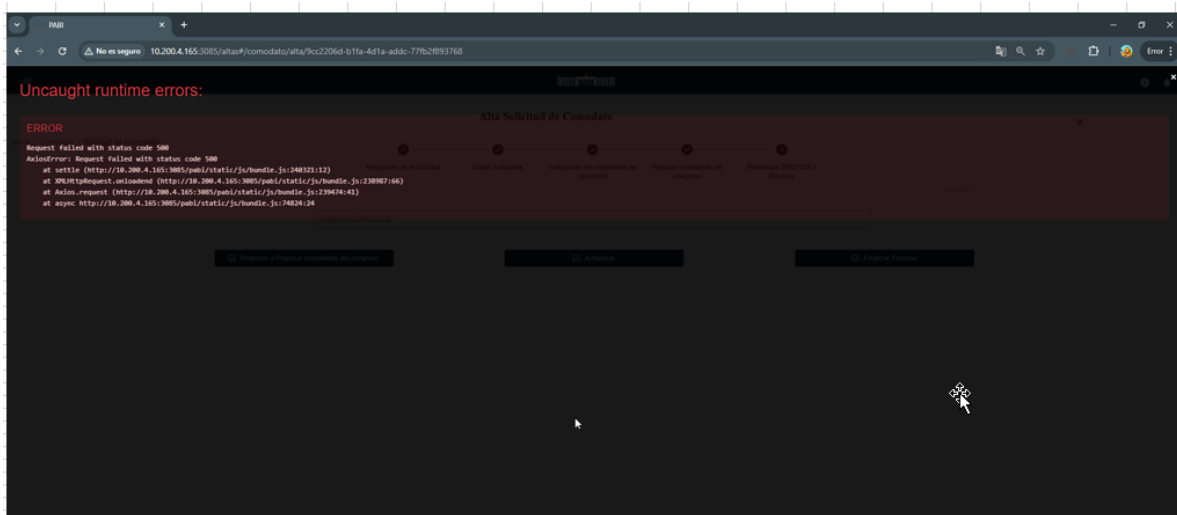 PABI
No es seguro 10.200.4.165:3085/altas#/comodato/alta/9cc2206d-b1fa-4d1a-addc-77fb2f893768 Error
Uncaught runtime errors:
Alta Solicitud de Comodato
ERROR
Request failed with status code 500
AxiosError: Request failed with status code 500
at settle (http://10.200.4.165:3085/pabi/static/js/bundle.js:240321:12)
at XMLHttpRequest.onloadend (http://10.200.4.165:3085/pabi/static/js/bundle.js:238987:66)
at Axios.request (http://10.200.4.165:3085/pabi/static/js/bundle.js:239474:41)
at async http://10.200.4.165:3085/pabi/static/js/bundle.js:74824:24
Regresar a Preparar expediente del congreso
Actualizar
Finalizar Proceso